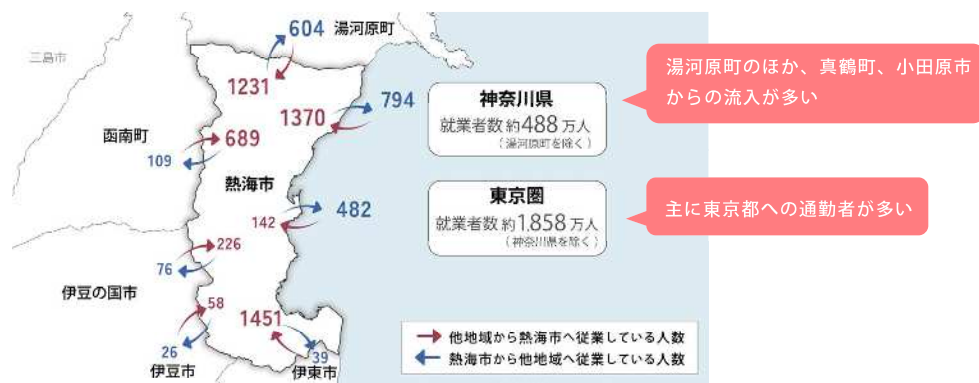 604
湯河原町
三島市
1231
794
1370
函南町
689
109
熱海市
482
142
226
76
伊豆の国市
58
1451
26
39
伊豆市
伊東市
神奈川県
就業者数 約488万人
（湯河原町を除く）
東京圏
就業者数 約1,858万人
（神奈川県を除く）
湯河原町のほか、真鶴町、小田原市
からの流入が多い
主に東京都への通勤者が多い
他地域から熱海市へ従業している人数
熱海市から他地域へ従業している人数